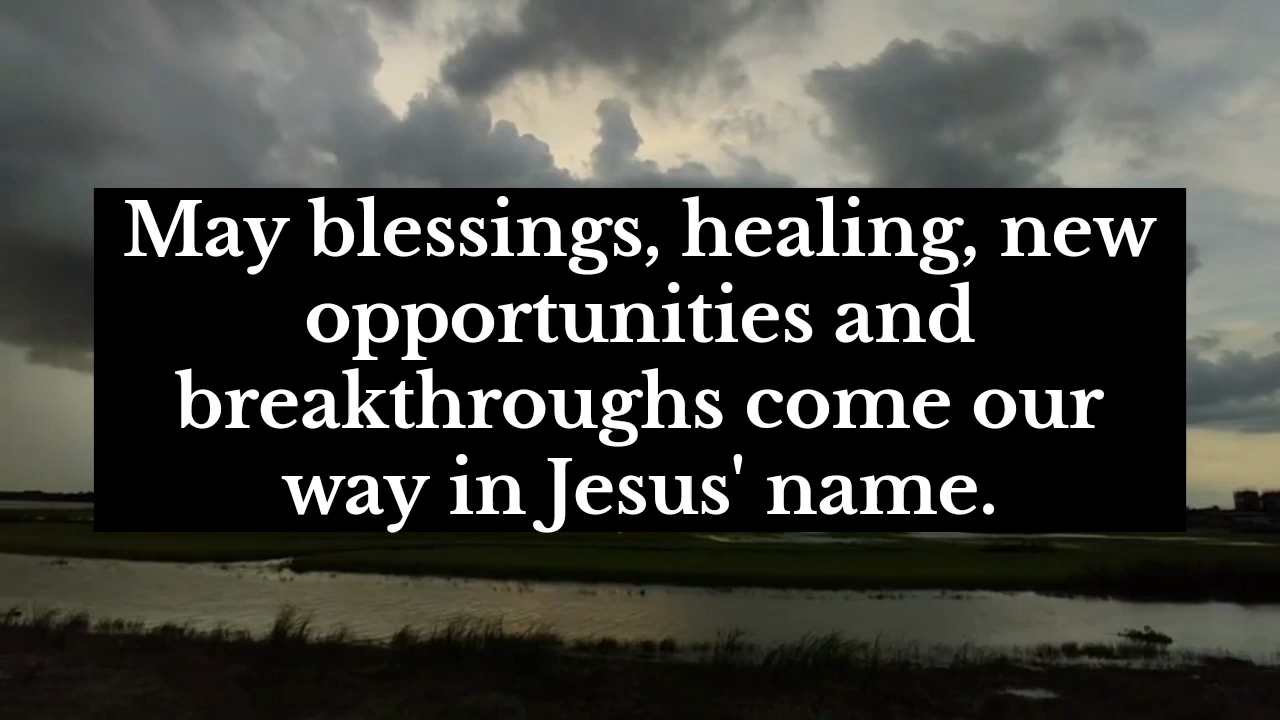 May blessings, healing, new
opportunities and
breakthroughs come our
way in Jesus' name.